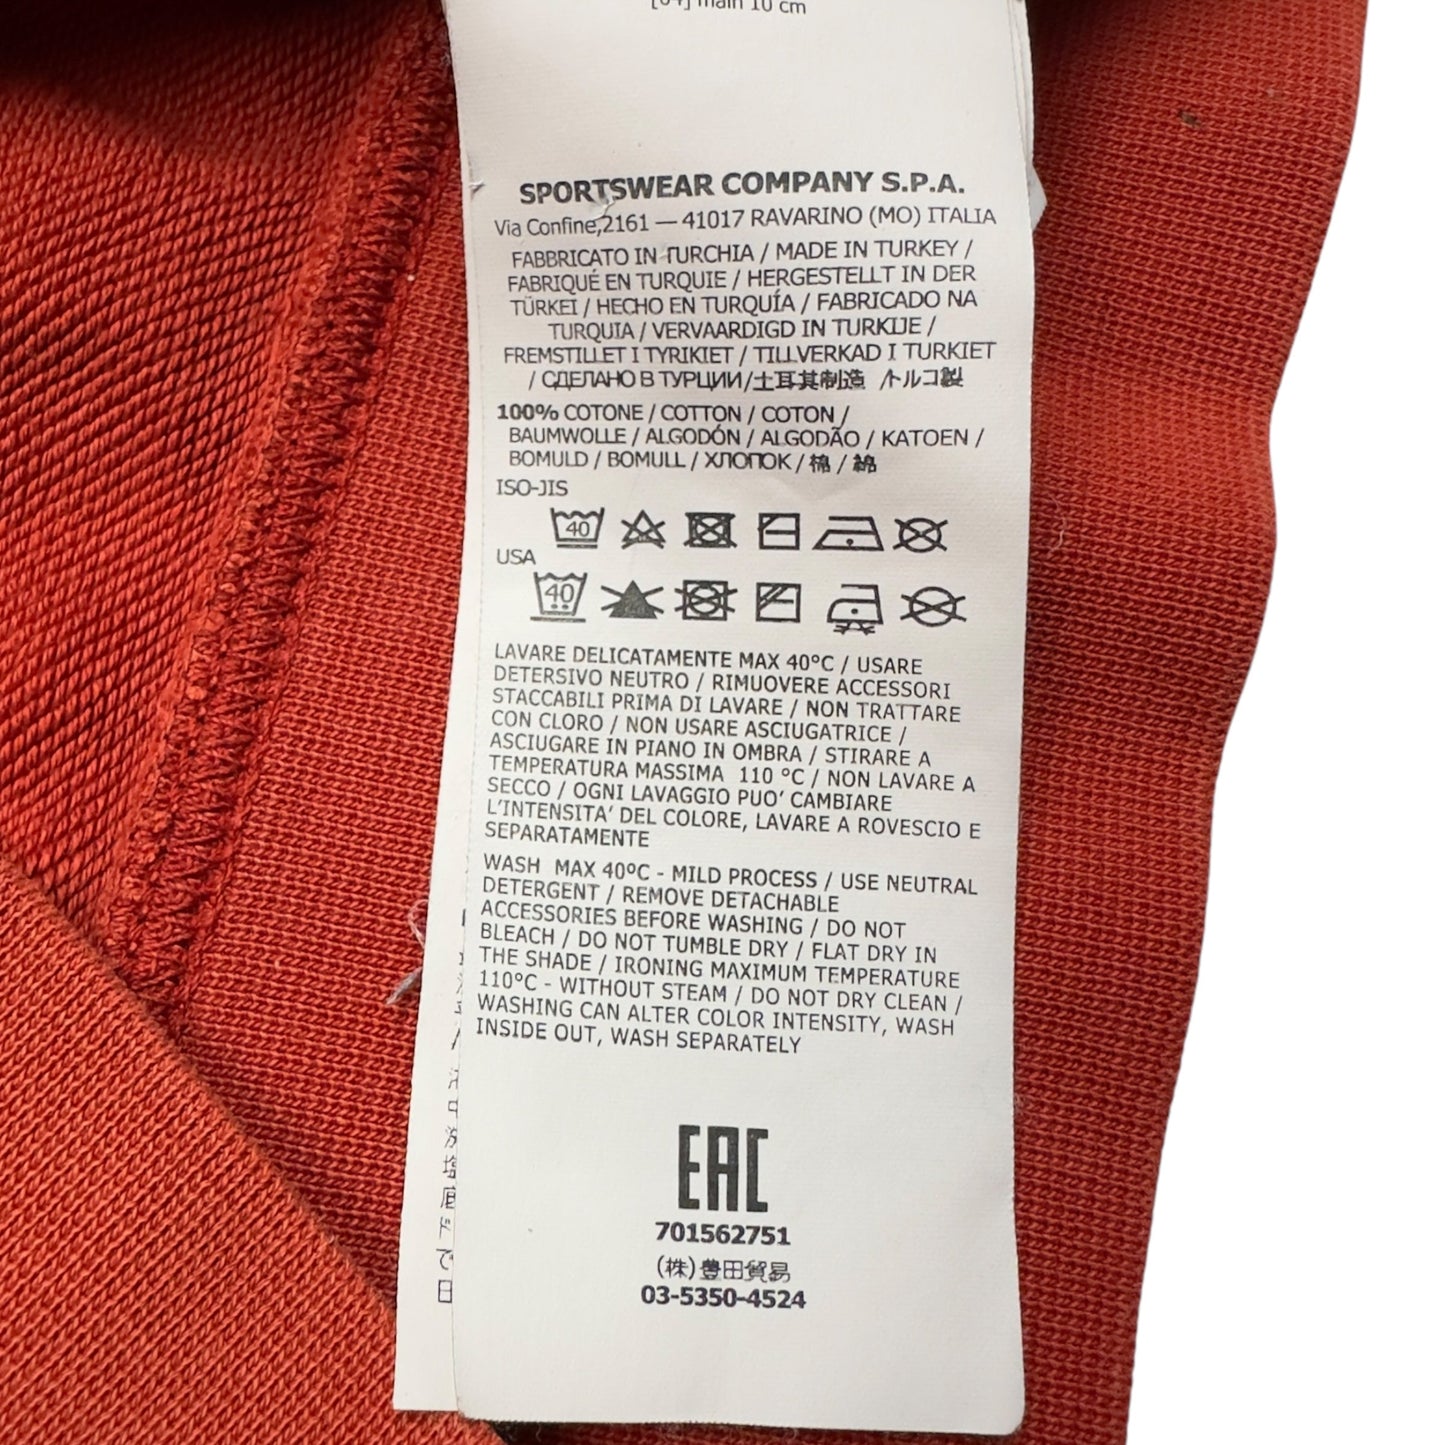 main 10 cm
SPORTSWEAR COMPANY S.P.A.
Via Confine,2161 — 41017 RAVARINO (MO) ITALIA
FABBRICATO IN TURCHIA / MADE IN TURKEY /
FABRIQUÉ EN TURQUIE / HERGESTELLT IN DER
TÜRKEI / HECHO EN TURQUÍA / FABRICADO NA
TURQUIA / VERVAARDIGD IN TURKIJE /
FREMSTILLET I TYRIKIET / TILLVERKAD I TURKIET
/ СДЕЛАНО В ТУРЦИИ/土耳其制造 /トルコ製
100% COTONE / COTTON / COTON /
BAUMWOLLE / ALGODÓN / ALGODÃO / KATOEN /
BOMULD / BOMULL / ХЛОПОК / 棉 / 綿
ISO-JIS
40
USA
40
LAVARE DELICATAMENTE MAX 40°C / USARE
DETERSIVO NEUTRO / RIMUOVERE ACCESSORI
STACCABILI PRIMA DI LAVARE / NON TRATTARE
CON CLORO / NON USARE ASCIUGATRICE /
ASCIUGARE IN PIANO IN OMBRA / STIRARE A
TEMPERATURA MASSIMA 110 °C / NON LAVARE A
SECCO / OGNI LAVAGGIO PUO' CAMBIARE
L'INTENSITA' DEL COLORE, LAVARE A ROVESCIO E
SEPARATAMENTE
WASH MAX 40ºC - MILD PROCESS / USE NEUTRAL
DETERGENT / REMOVE DETACHABLE
ACCESSORIES BEFORE WASHING / DO NOT
BLEACH / DO NOT TUMBLE DRY / FLAT DRY IN
THE SHADE / IRONING MAXIMUM TEMPERATURE
110°C - WITHOUT STEAM / DO NOT DRY CLEAN /
WASHING CAN ALTER COLOR INTENSITY, WASH
INSIDE OUT, WASH SEPARATELY
EAC
701562751
(株)豊田貿易
03-5350-4524